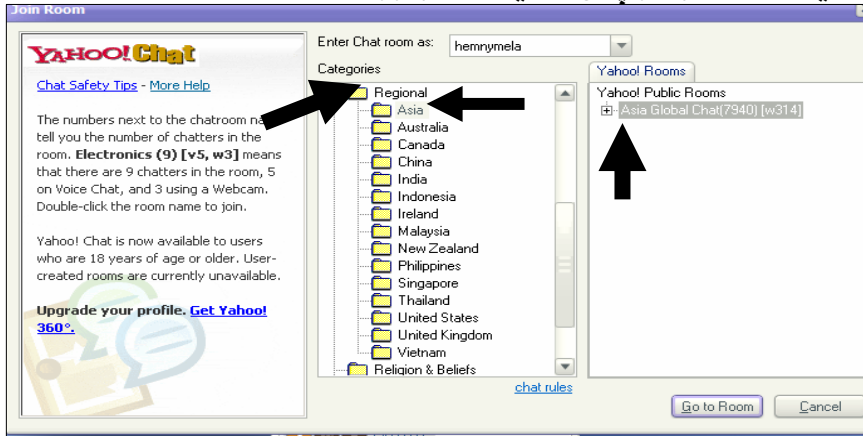 Join Room
YAHOO! Chat
Chat Safety Tips - More Help
The numbers next to the chatroom
tell you the number of chatters in the
room. Electronics (9) [v5, w3] means
that there are 9 chatters in the room, 5
on Voice Chat, and 3 using a Webcam.
Double-click the room name to join.
Yahoo! Chat is now available to users
who are 18 years of age or older. User-
created rooms are currently unavailable.
Upgrade your profile. Get Yahoo!
360°.
Enter Chat room as: hemnymela
Categories
Regional
Asia
Australia
Canada
China
India
Indonesia
Ireland
Malaysia
New Zealand
Philippines
Singapore
Thailand
United States
United Kingdom
Vietnam
Religion & Beliefs
chat rules
Yahoo! Rooms
Yahoo! Public Rooms
Asia Global Chat(7940) [w314]
Go to Room
Cancel